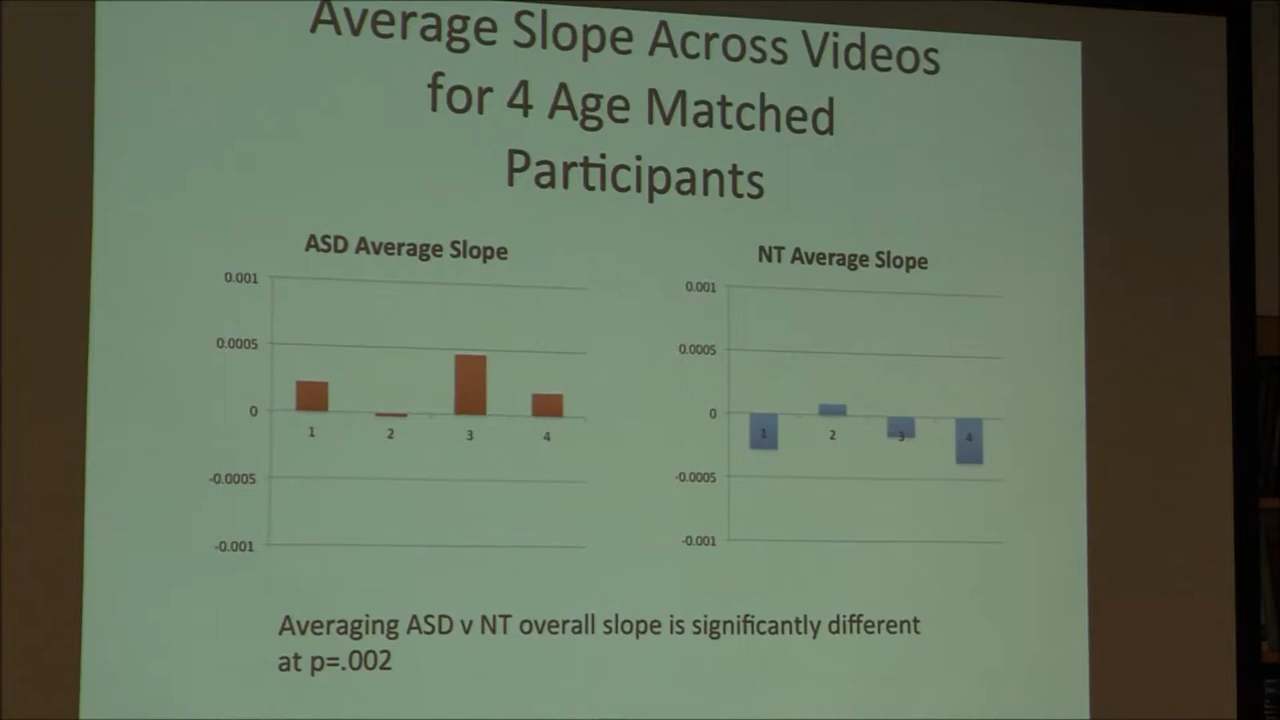 Average Slope Across Videos
for 4 Age Matched
Participants
ASD Average Slope
0.001
0.0005
0
-0.0005
-0.001
1 2 3 4
NT Average Slope
0.001
0.0005
0
-0.0005
-0.001
1 2 3 4
Averaging ASD v NT overall slope is significantly different
at p=.002